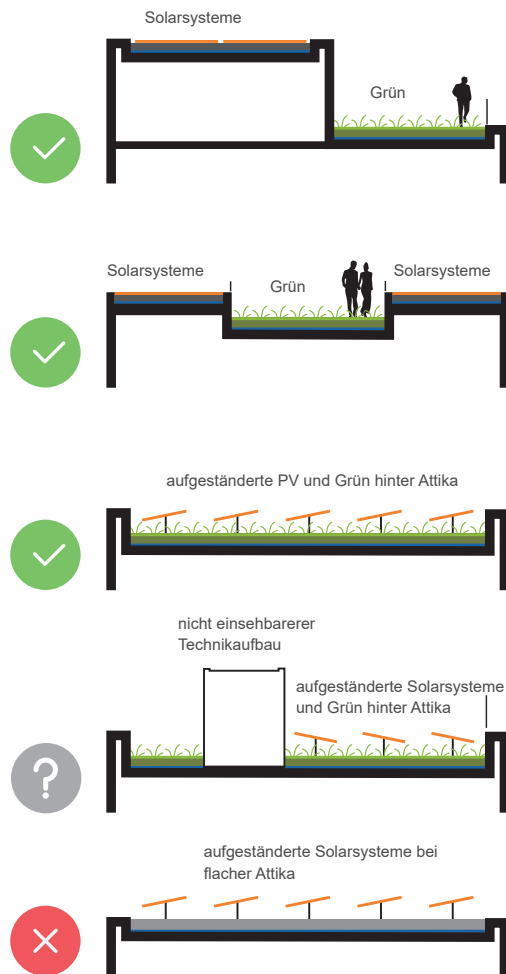 Solarsysteme
Grün
Solarsysteme
Grün
Solarsysteme
aufgeständerte PV und Grün hinter Attika
nicht einsehbarerer
Technikaufbau
aufgeständerte Solarsysteme
und Grün hinter Attika
?
aufgeständerte Solarsysteme bei
flacher Attika